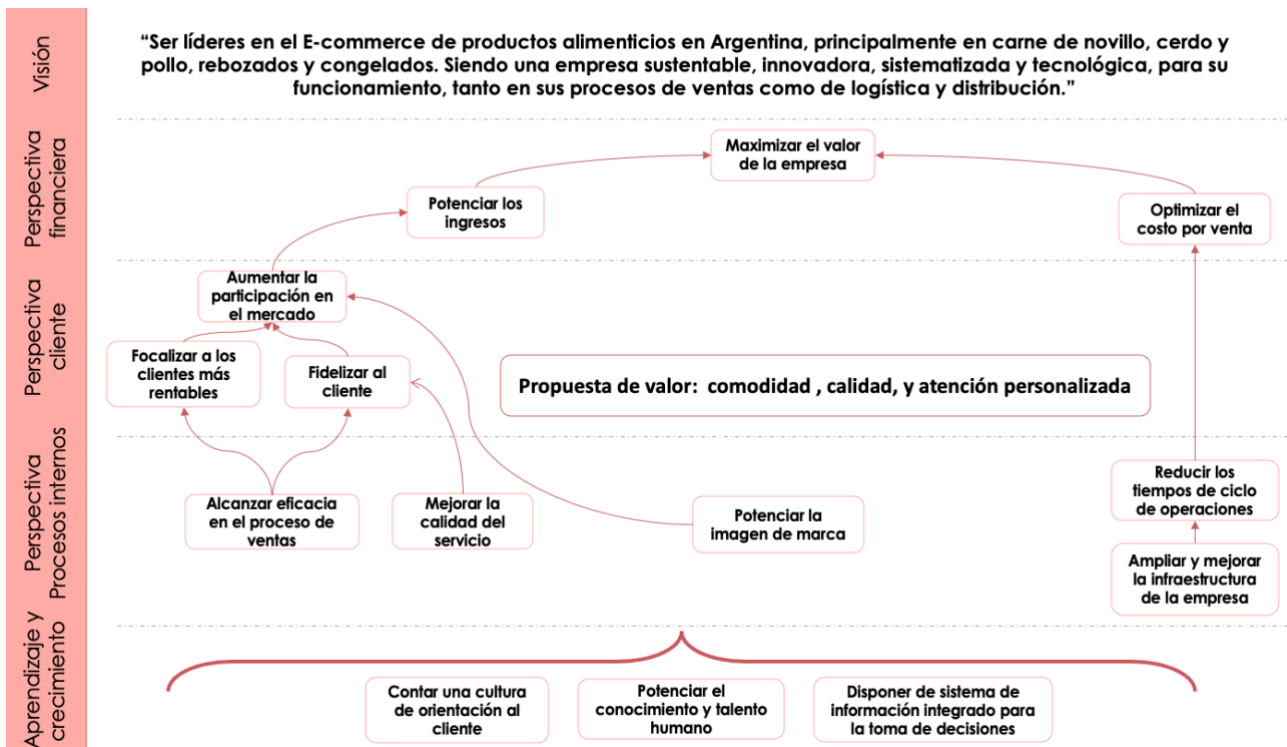 Visión
“Ser líderes en el E-commerce de productos alimenticios en Argentina, principalmente en carne de novillo, cerdo y
pollo, rebozados y congelados. Siendo una empresa sustentable, innovadora, sistematizada y tecnológica, para su
funcionamiento, tanto en sus procesos de ventas como de logística y distribución.”
Perspectiva
financiera
Maximizar el valor
de la empresa
Potenciar los
ingresos
Optimizar el
costo por venta
Perspectiva
cliente
Aumentar la
participación en
el mercado
Focalizar a los
clientes más
rentables
Fidelizar al
cliente
Propuesta de valor: comodidad , calidad, y atención personalizada
Perspectiva
Procesos internos
Alcanzar eficacia
en el proceso de
ventas
Mejorar la
calidad del
servicio
Potenciar la
imagen de marca
Reducir los
tiempos de ciclo
de operaciones
Ampliar y mejorar
la infraestructura
de la empresa
Aprendizaje y
crecimiento
Contar una cultura
de orientación al
cliente
Potenciar el
conocimiento y talento
humano
Disponer de sistema de
información integrado para
la toma de decisiones